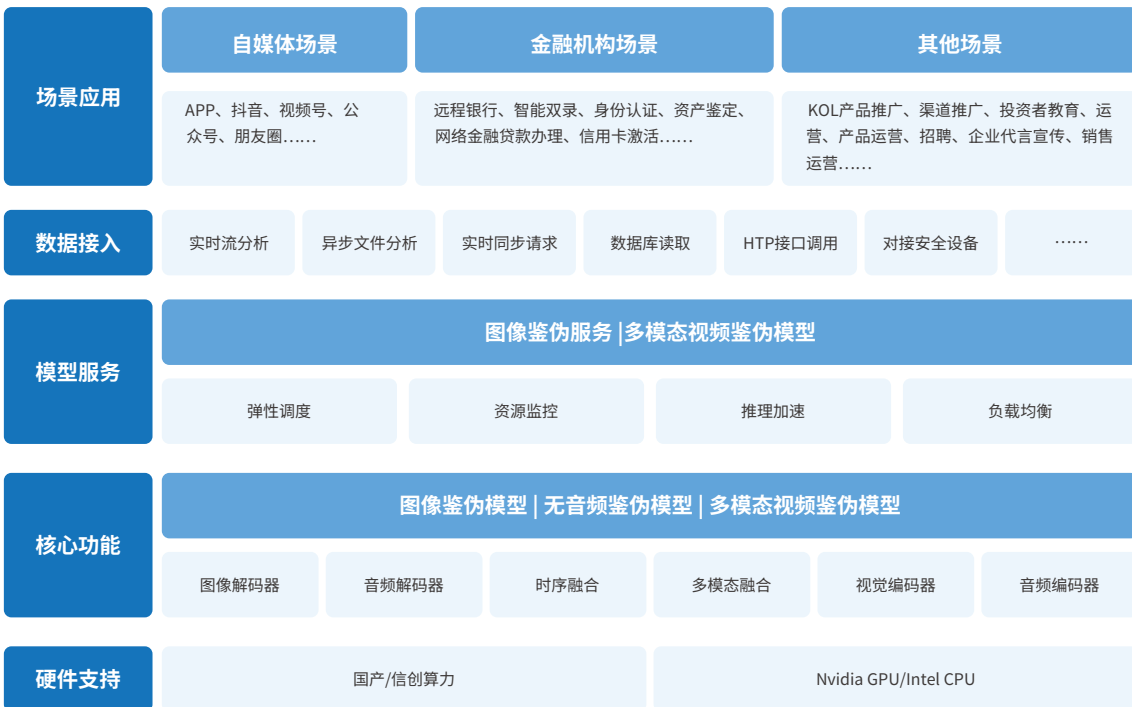 场景应用
自媒体场景
金融机构场景
其他场景
APP、抖音、视频号、公
众号、朋友圈……
远程银行、智能双录、身份认证、资产鉴定、
网络金融贷款办理、信用卡激活……
KOL产品推广、渠道推广、投资者教育、运
营、产品运营、招聘、企业代言宣传、销售
运营……
数据接入
实时流分析
异步文件分析
实时同步请求
数据库读取
HTP接口调用
对接安全设备
……
模型服务
图像鉴伪服务 |多模态视频鉴伪模型
弹性调度
资源监控
推理加速
负载均衡
核心功能
图像鉴伪模型 | 无音频鉴伪模型 | 多模态视频鉴伪模型
图像解码器
音频解码器
时序融合
多模态融合
视觉编码器
音频编码器
硬件支持
国产/信创算力
Nvidia GPU/Intel CPU